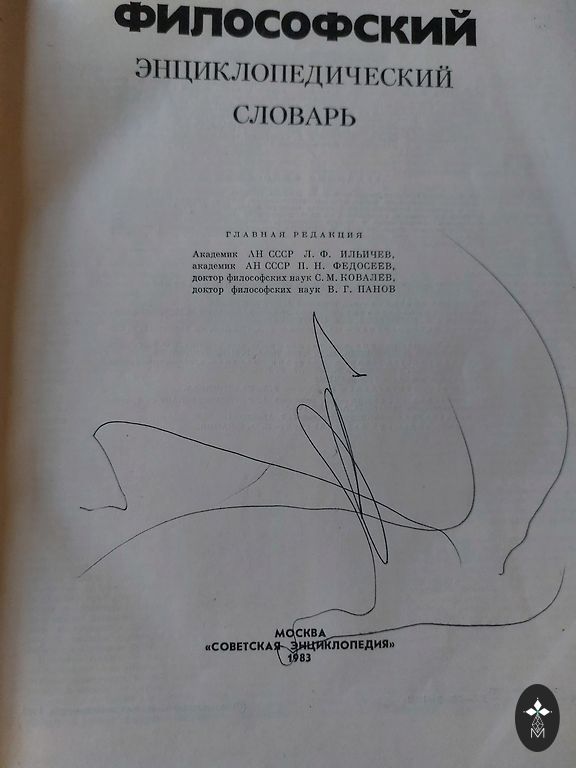 ФИЛОСОФСКИЙ
ЭНЦИКЛОПЕДИЧЕСКИЙ
СЛОВАРЬ
ГЛАВНАЯ РЕДАКЦИЯ
Академик АН СССР Л. Ф. ИЛЬИЧЕВ,
академик АН СССР П. Н. ФЕДОСЕЕВ,
доктор философских наук С. М. КОВАЛЕВ,
доктор философских наук В. Г. ПАНОВ
МОСКВА
«СОВЕТСКАЯ ЭНЦИКЛОПЕДИЯ»
1983
M